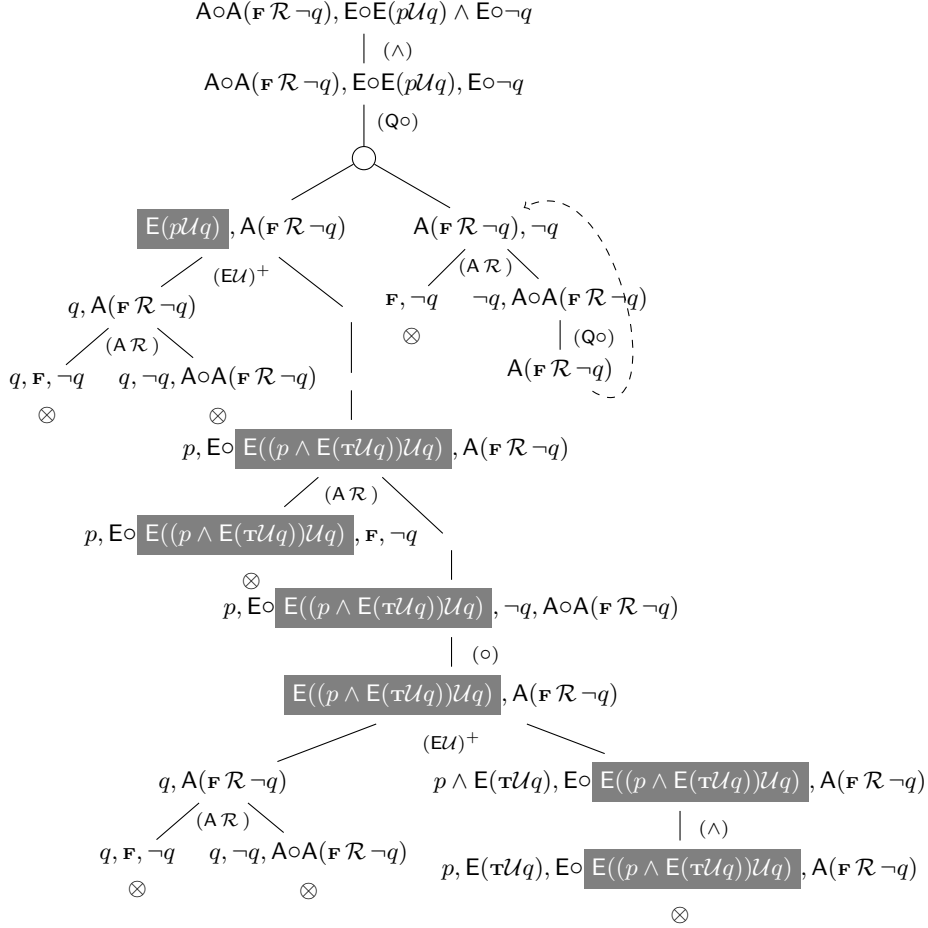 A∘A(F R ¬q), E∘E(pUq) ∧ E∘¬q
(∧)
A∘A(F R ¬q), E∘E(pUq), E∘¬q
(Q∘)
E(pUq) , A(F R ¬q)
A(F R ¬q), ¬q
(EU)⁺
(A R)
q, A(F R ¬q)
F, ¬q
¬q, A∘A(F R ¬q)
(A R)
⊗
(Q∘)
q, F, ¬q
q, ¬q, A∘A(F R ¬q)
A(F R ¬q)
⊗
⊗
p, E∘ E((p ∧ E(TUq))Uq) , A(F R ¬q)
(A R)
p, E∘ E((p ∧ E(TUq))Uq) , F, ¬q
⊗
p, E∘ E((p ∧ E(TUq))Uq) , ¬q, A∘A(F R ¬q)
(∘)
E((p ∧ E(TUq))Uq) , A(F R ¬q)
(EU)⁺
q, A(F R ¬q)
p ∧ E(TUq), E∘ E((p ∧ E(TUq))Uq) , A(F R ¬q)
(A R)
(∧)
q, F, ¬q
q, ¬q, A∘A(F R ¬q)
p, E(TUq), E∘ E((p ∧ E(TUq))Uq) , A(F R ¬q)
⊗
⊗
⊗